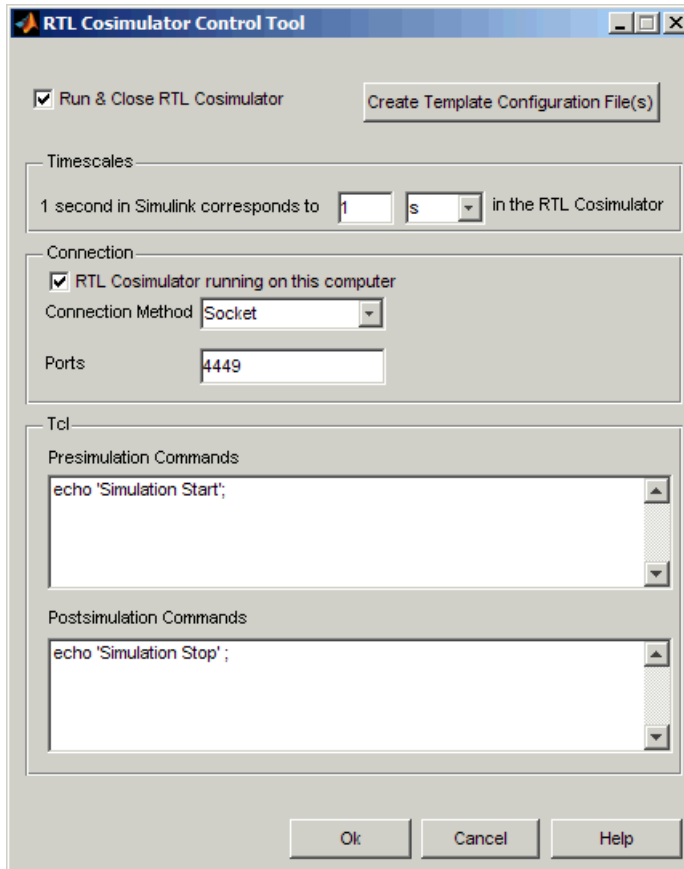 RTL Cosimulator Control Tool
Run & Close RTL Cosimulator Create Template Configuration File(s)
Timescales
1 second in Simulink corresponds to 1 s in the RTL Cosimulator
Connection
RTL Cosimulator running on this computer
Connection Method Socket
Ports 4449
Tcl
Presimulation Commands
echo 'Simulation Start';
Postsimulation Commands
echo 'Simulation Stop' ;
Ok Cancel Help